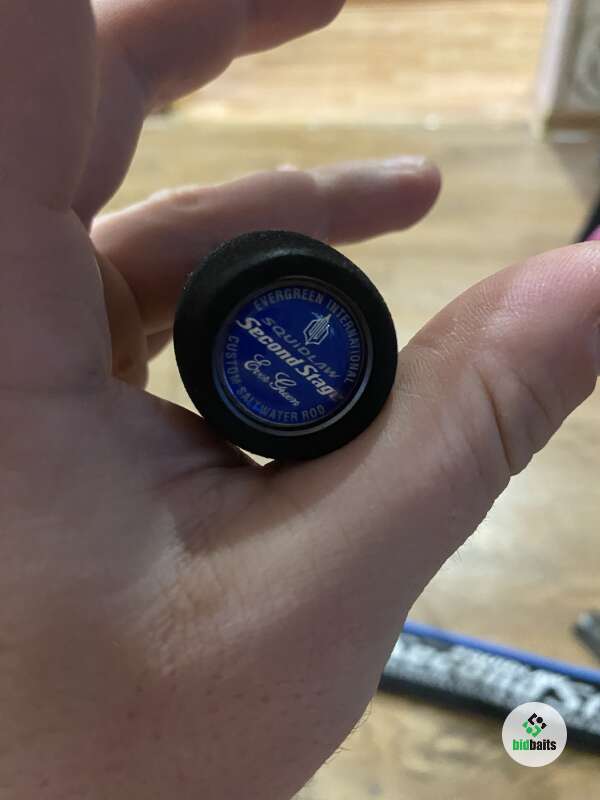 EVERGREEN INTERNATIONAL
SQUIDLAW
Second Stage
Ever Green
CUSTOM SALTWATER ROD
bidbaits